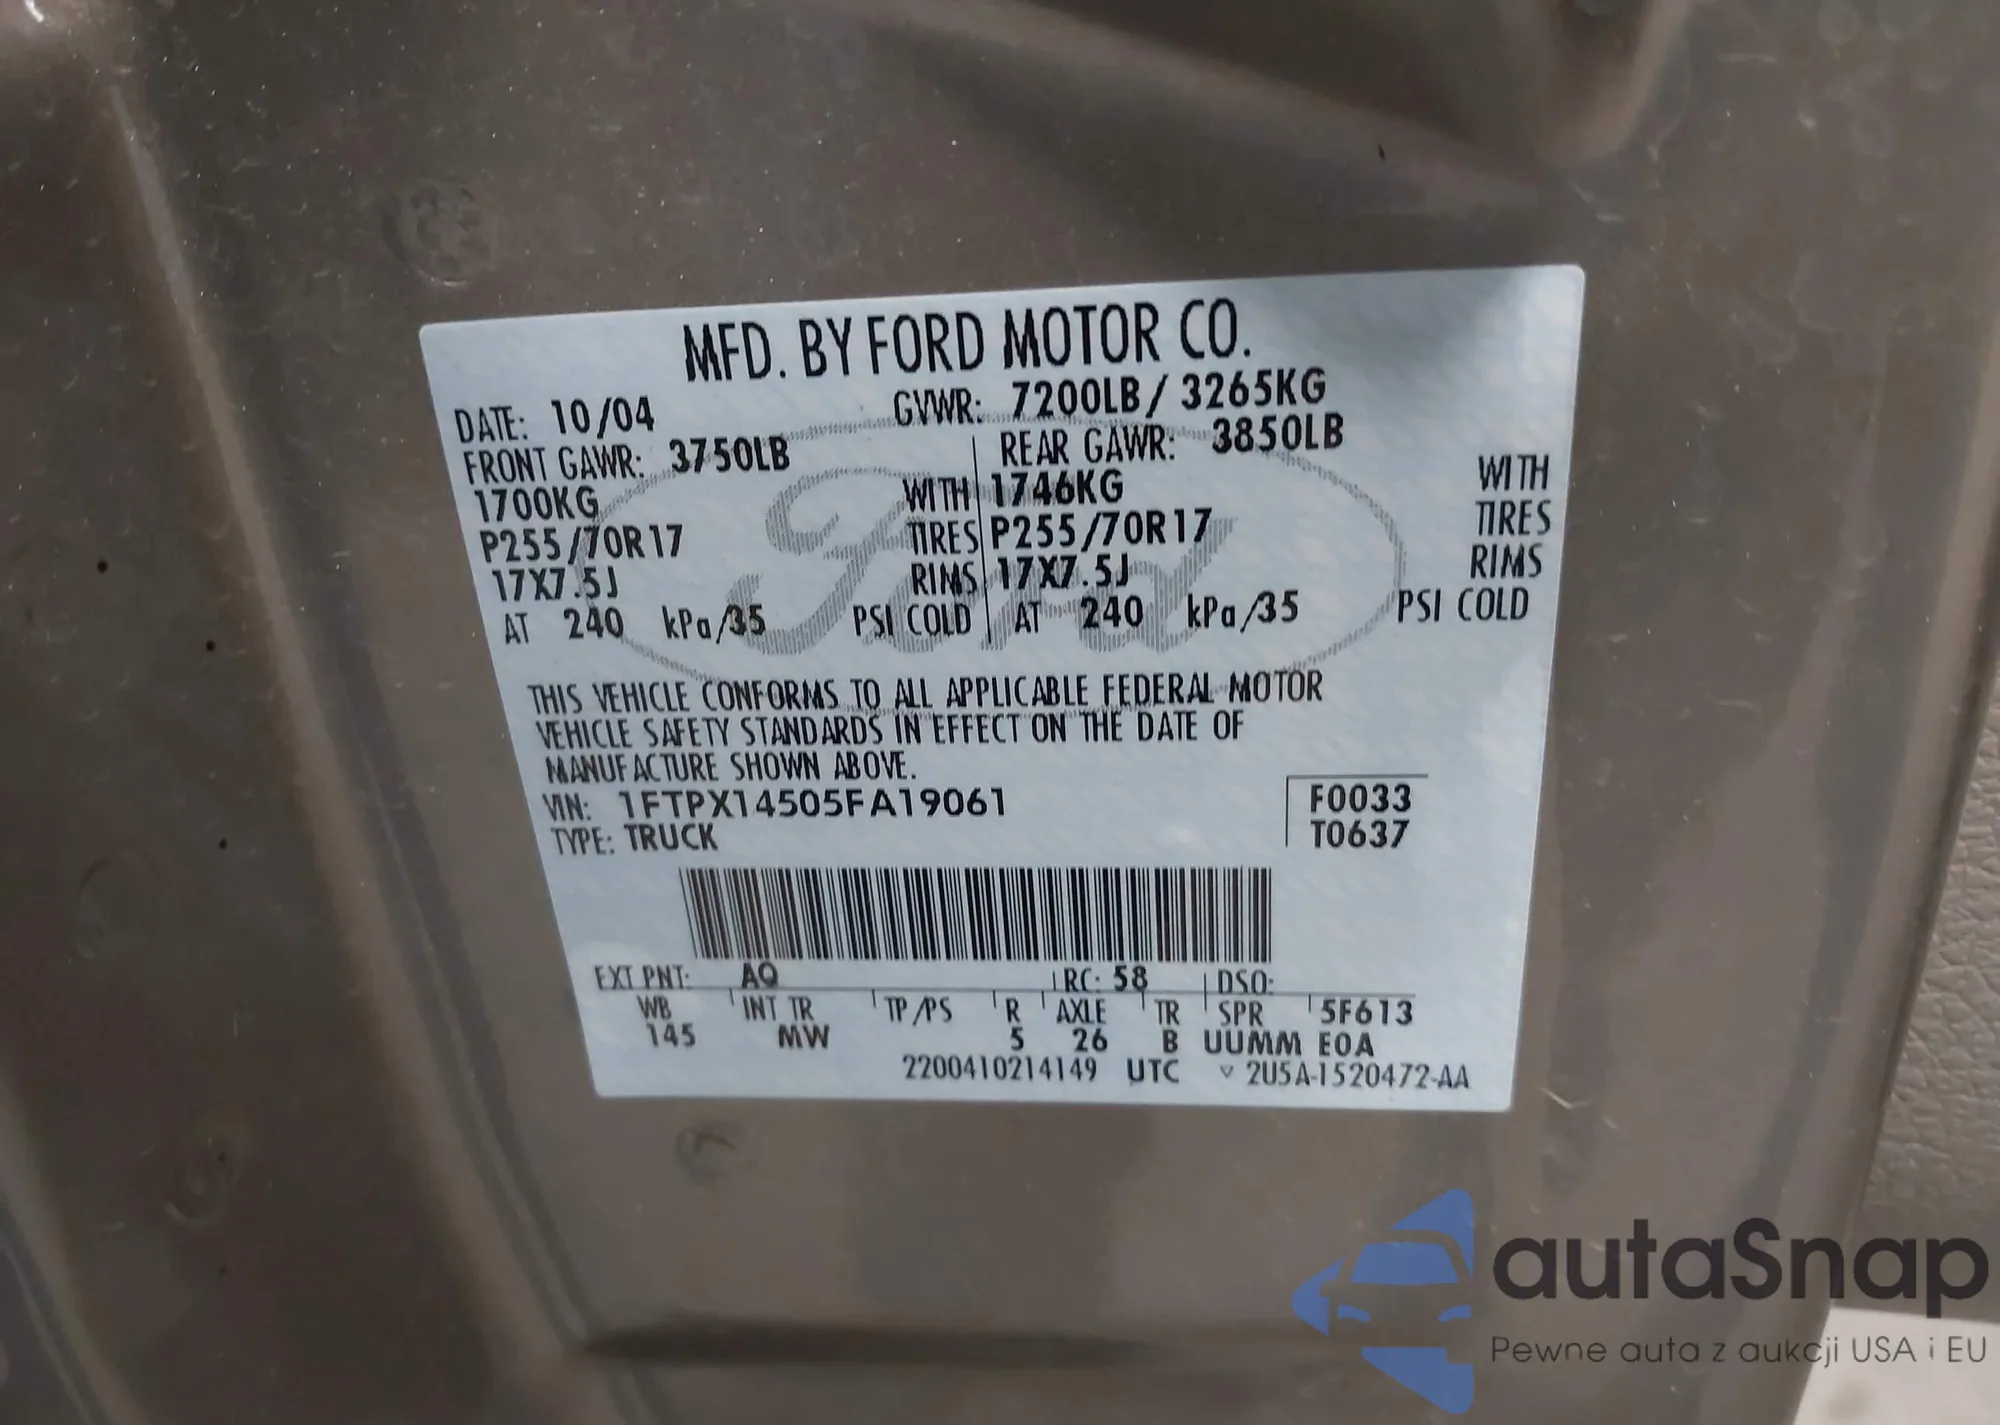 MFD. BY FORD MOTOR CO.
DATE: 10/04 GVWR: 7200LB/ 3265KG
FRONT GAWR: 3750LB REAR GAWR: 3850LB
1700KG WITH 1746KG WITH
P255/70R17 TIRES P255/70R17 TIRES
17X7.5J RIMS 17X7.5J RIMS
AT 240 kPa/35 PSI COLD AT 240 kPa/35 PSI COLD
Ford
THIS VEHICLE CONFORMS TO ALL APPLICABLE FEDERAL MOTOR
VEHICLE SAFETY STANDARDS IN EFFECT ON THE DATE OF
MANUFACTURE SHOWN ABOVE.
VIN: 1FTPX14505FA19061 F0033
TYPE: TRUCK T0637
EXT PNT: AQ RC: 58 DSO:
WB INT TR TP/PS R AXLE TR SPR 5F613
145 MW 5 26 B UUMM E0A
2200410214149 UTC ▽ 2U5A-1520472-AA
autaSnap
Pewne auta z aukcji USA i EU